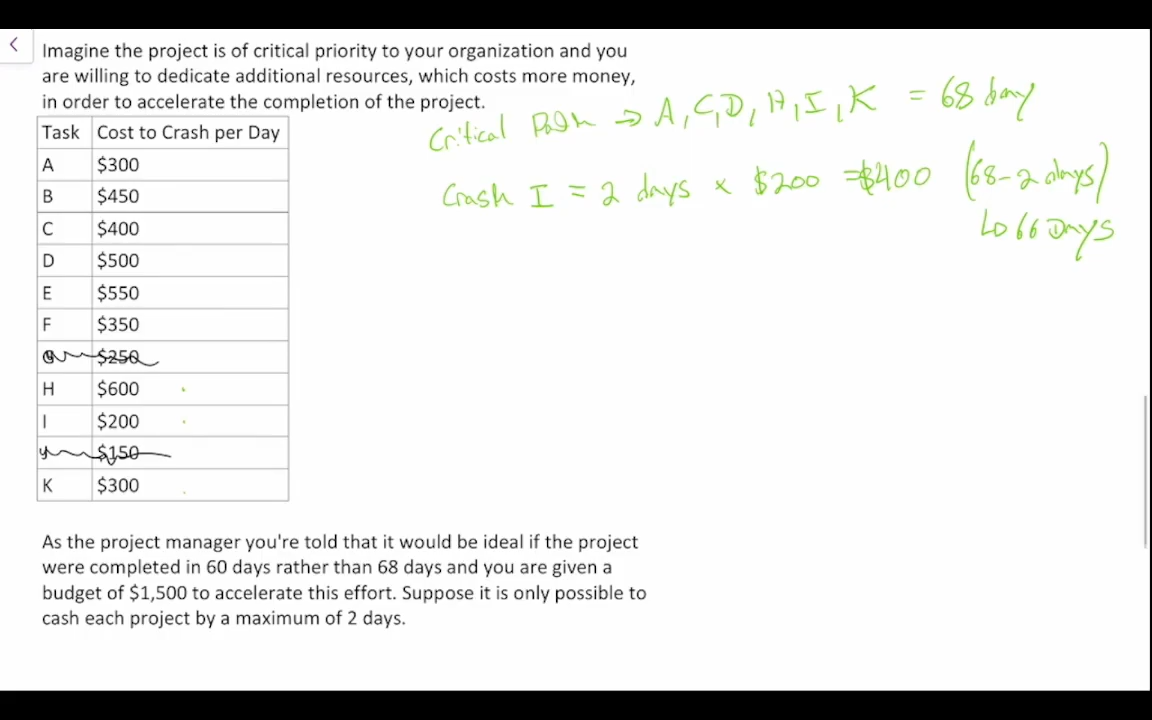 Imagine the project is of critical priority to your organization and you
are willing to dedicate additional resources, which costs more money,
in order to accelerate the completion of the project.
Critical Path → A, C, D, H, I, K = 68 day
Crash I = 2 days x $200 = $400 (68-2 days)
↳ 66 Days
Task Cost to Crash per Day
A $300
B $450
C $400
D $500
E $550
F $350
$250
H $600
I $200
$150
K $300
As the project manager you're told that it would be ideal if the project
were completed in 60 days rather than 68 days and you are given a
budget of $1,500 to accelerate this effort. Suppose it is only possible to
cash each project by a maximum of 2 days.